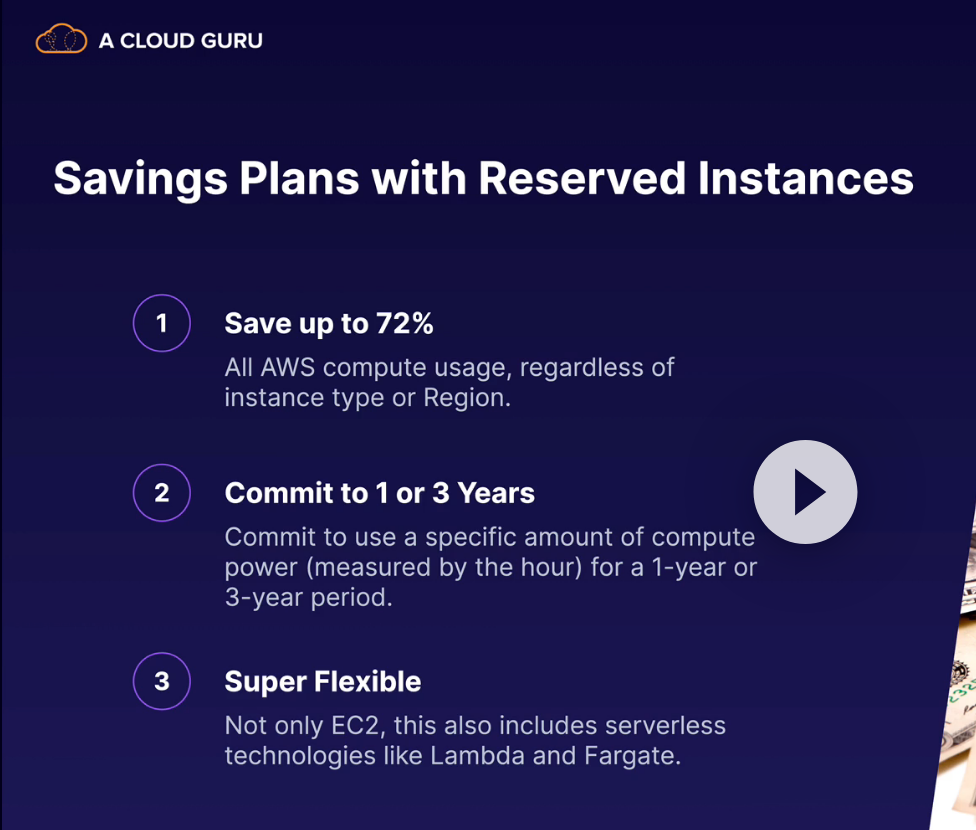 A CLOUD GURU
Savings Plans with Reserved Instances
1
Save up to 72%
All AWS compute usage, regardless of
instance type or Region.
2
Commit to 1 or 3 Years
Commit to use a specific amount of compute
power (measured by the hour) for a 1-year or
3-year period.
3
Super Flexible
Not only EC2, this also includes serverless
technologies like Lambda and Fargate.